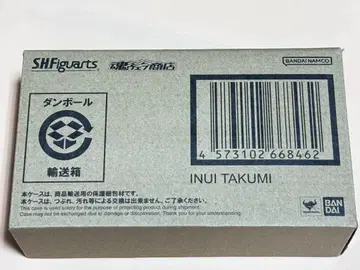 S.H.Figuarts 魂ウェブ商店
BANDAI NAMCO
ダンボール
輸送箱
4 573102 668462
INUI TAKUMI
本ケースは、商品輸送用の保護梱包材です。
本ケースへのつぶれ、汚れ等による交換は出来ません。ご了承ください。
This case is used solely for the purpose of protecting product during shipment.
Case may not be exchanged due to damage or discoloration. Thank you for your understanding.
BAN
DAI